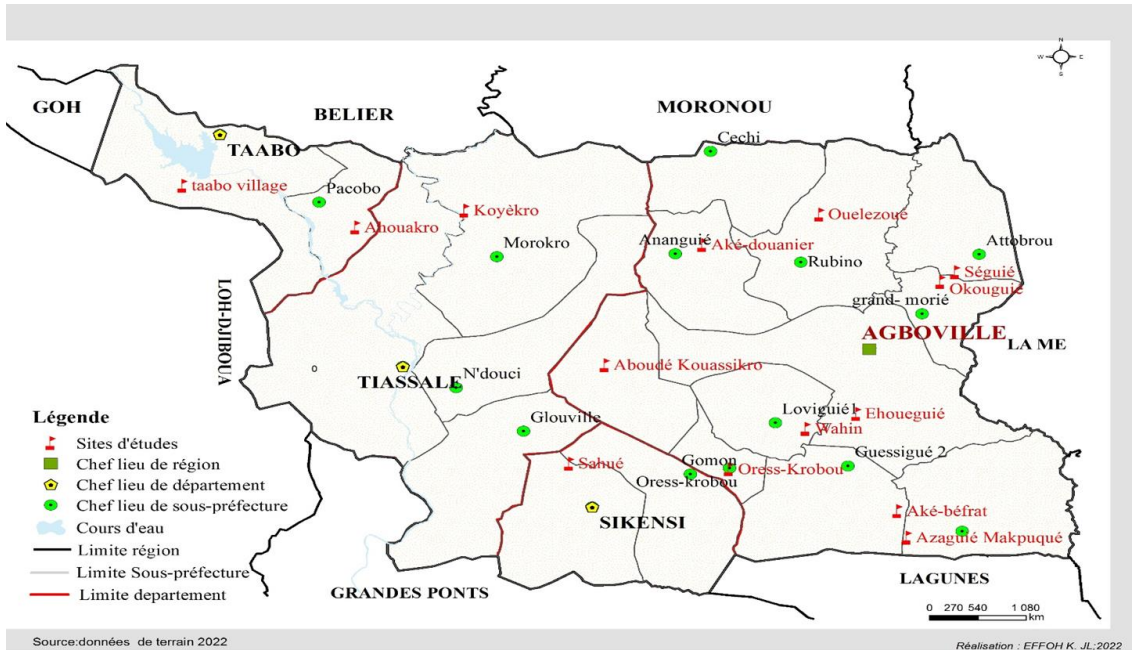 N
W E
S
GOH
BELIER
MORONOU
Cechi
TAABO
taabo village
Pacobo
Koyèkro
Ouelezoue
Ahouakro
Morokro
Ananguié
Aké-douanier
Rubino
Attobrou
Séguié
Okouguié
grand- morié
LOH-DJIBOUA
AGBOVILLE
LA ME
TIASSALE
N'douci
Aboudé Kouassikro
Glouville
Loviguié1
Ehoueguié
Wahin
Sahué
Gomon
Oress-Krobou
Oress-krobou
Guessigué 2
SIKENSI
Aké-béfrat
Azaguié Makpuqué
GRANDES PONTS
LAGUNES
Légende
Sites d'études
Chef lieu de région
Chef lieu de département
Chef lieu de sous-préfecture
Cours d'eau
Limite région
Limite Sous-préfecture
Limite departement
0 270 540 1 080
km
Source:données de terrain 2022
Réalisation : EFFOH K. JL;2022